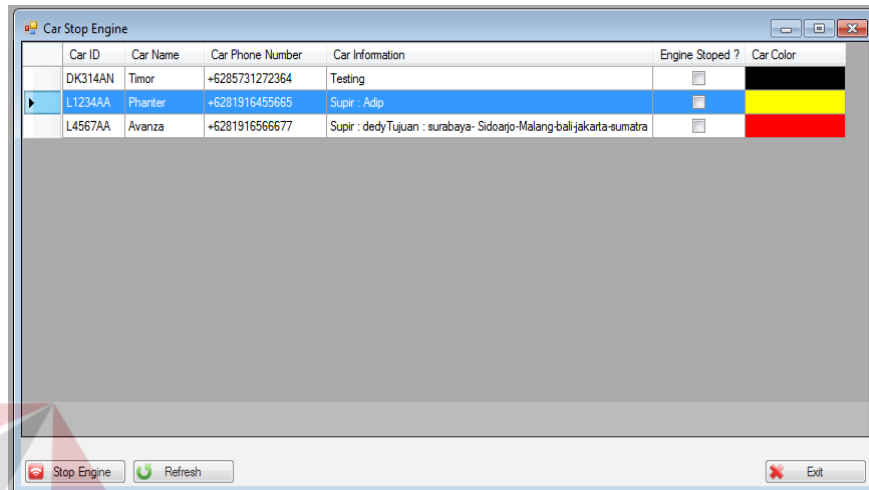 Car Stop Engine
Car ID Car Name Car Phone Number Car Information Engine Stoped ? Car Color
DK314AN Timor +6285731272364 Testing
L1234AA Phanter +6281916455665 Supir : Adip
L4567AA Avanza +6281916566677 Supir : dedyTujuan : surabaya- Sidoarjo-Malang-bali-jakarta-sumatra
Stop Engine Refresh Exit